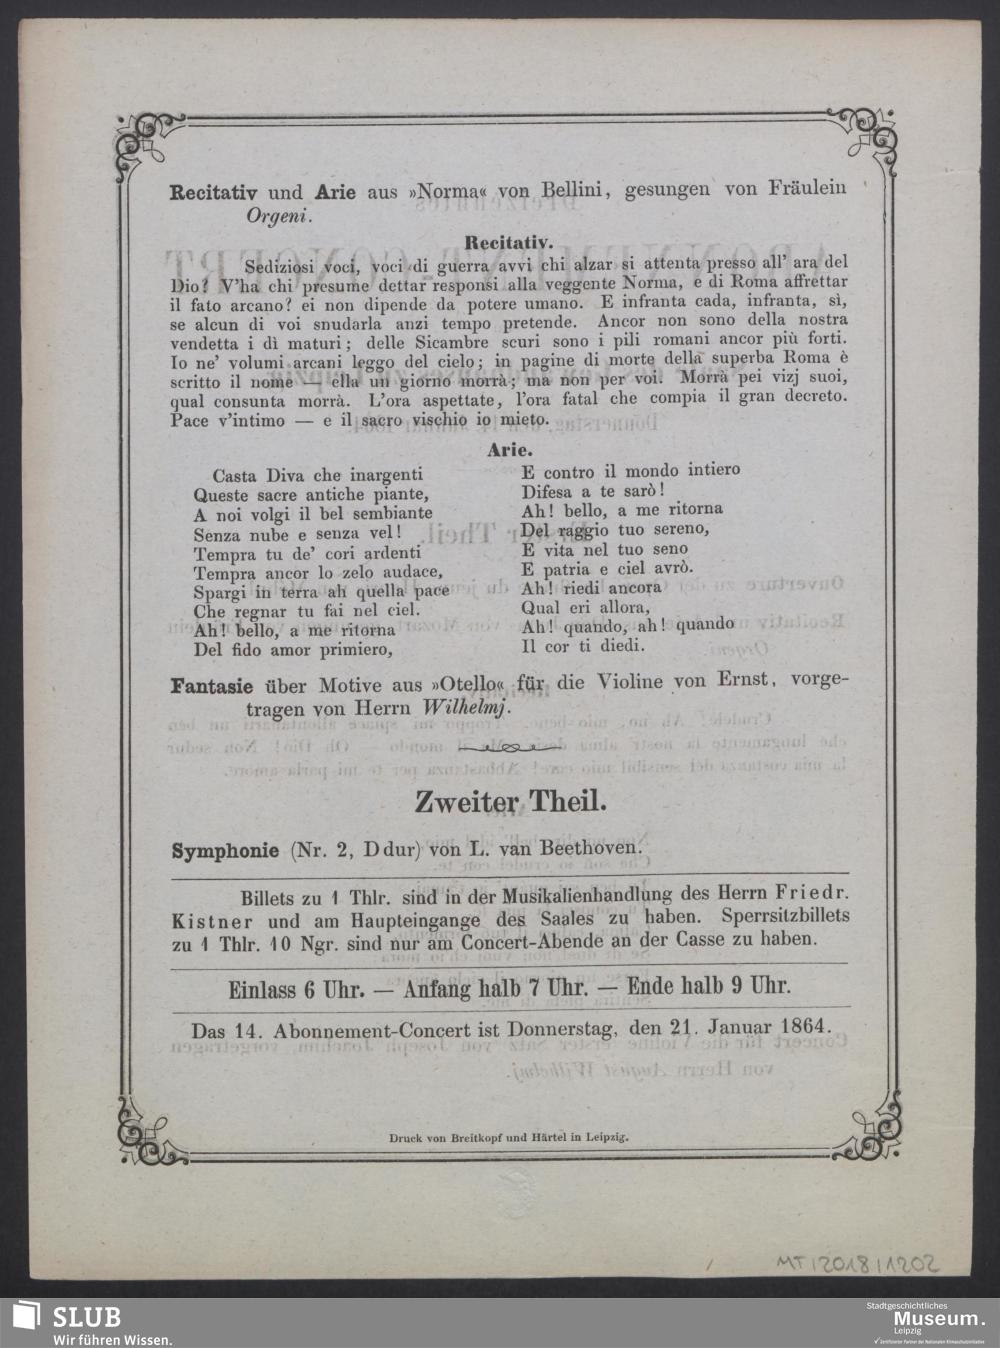 Recitativ und Arie aus »Norma« von Bellini, gesungen von Fräulein
Orgeni.
Recitativ.
Sediziosi voci, voci di guerra avvi chi alzar si attenta presso all' ara del
Dio? V'ha chi presume dettar responsi alla veggente Norma, e di Roma affrettar
il fato arcano? ei non dipende da potere umano. E infranta cada, infranta, sì,
se alcun di voi snudarla anzi tempo pretende. Ancor non sono della nostra
vendetta i dì maturi; delle Sicambre scuri sono i pili romani ancor più forti.
Io ne' volumi arcani leggo del cielo; in pagine di morte della superba Roma è
scritto il nome — ella un giorno morrà; ma non per voi. Morrà pei vizj suoi,
qual consunta morrà. L'ora aspettate, l'ora fatal che compia il gran decreto.
Pace v'intimo — e il sacro vischio io mieto.
Arie.
Casta Diva che inargenti
Queste sacre antiche piante,
A noi volgi il bel sembiante
Senza nube e senza vel!
Tempra tu de' cori ardenti
Tempra ancor lo zelo audace,
Spargi in terra ah quella pace
Che regnar tu fai nel ciel.
Ah! bello, a me ritorna
Del fido amor primiero,
E contro il mondo intiero
Difesa a te sarò!
Ah! bello, a me ritorna
Del raggio tuo sereno,
E vita nel tuo seno
E patria e ciel avrò.
Ah! riedi ancora
Qual eri allora,
Ah! quando, ah! quando
Il cor ti diedi.
Fantasie über Motive aus »Otello« für die Violine von Ernst, vorge-
tragen von Herrn Wilhelmj.
Zweiter Theil.
Symphonie (Nr. 2, D dur) von L. van Beethoven.
Billets zu 1 Thlr. sind in der Musikalienhandlung des Herrn Friedr.
Kistner und am Haupteingange des Saales zu haben. Sperrsitzbillets
zu 1 Thlr. 10 Ngr. sind nur am Concert-Abende an der Casse zu haben.
Einlass 6 Uhr. — Anfang halb 7 Uhr. — Ende halb 9 Uhr.
Das 14. Abonnement-Concert ist Donnerstag, den 21. Januar 1864.
Druck von Breitkopf und Härtel in Leipzig.
MT/2018/1202
SLUB
Wir führen Wissen.
Stadtgeschichtliches
Museum.
Leipzig
Zertifizierter Partner der Nationalen Klimaschutzinitiative